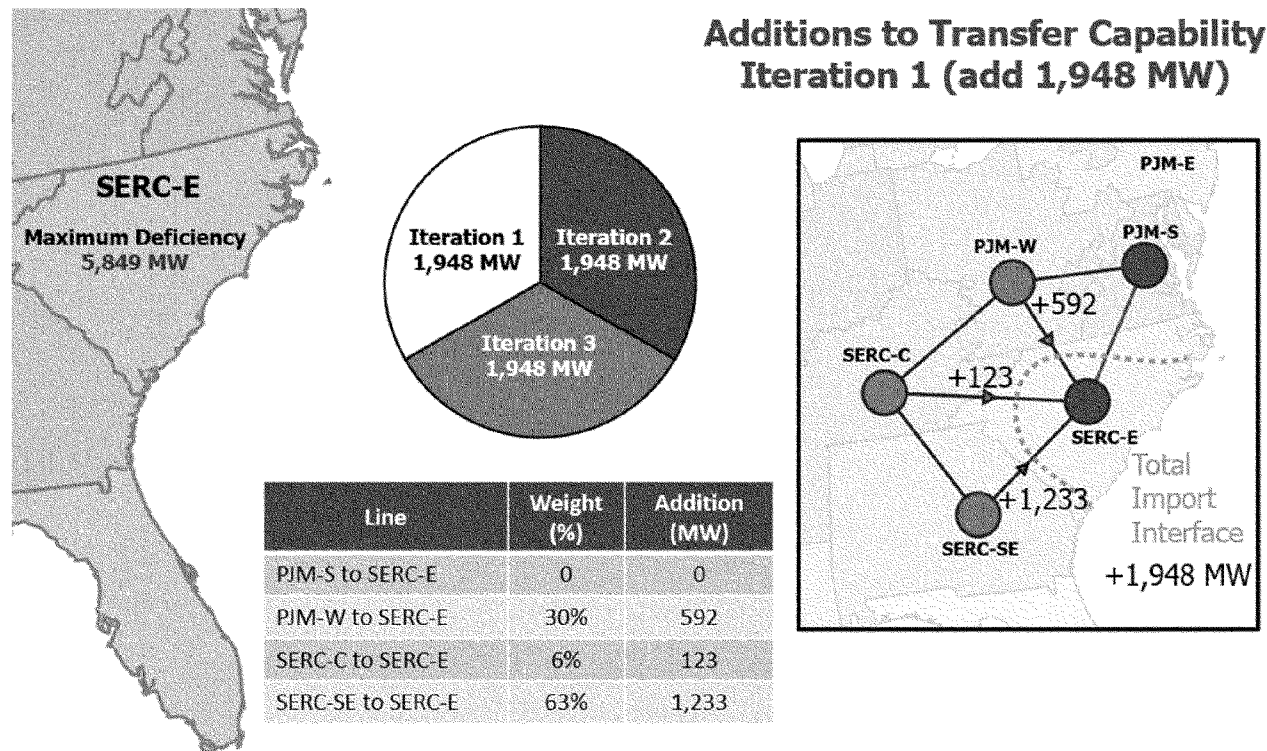 Additions to Transfer Capability
Iteration 1 (add 1,948 MW)
SERC-E
Maximum Deficiency
5,849 MW
Iteration 1
1,948 MW
Iteration 2
1,948 MW
Iteration 3
1,948 MW
Line Weight (%) Addition (MW)
PJM-S to SERC-E 0 0
PJM-W to SERC-E 30% 592
SERC-C to SERC-E 6% 123
SERC-SE to SERC-E 63% 1,233
PJM-E
PJM-S
PJM-W
+592
SERC-C
+123
SERC-E
+1,233
SERC-SE
Total
Import
Interface
+1,948 MW